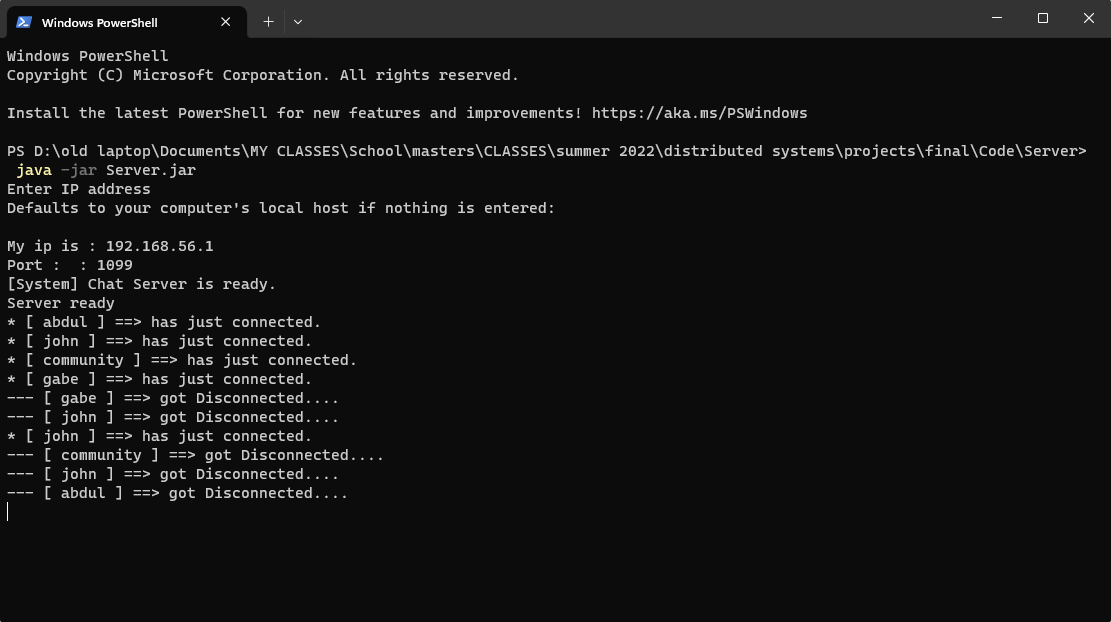 Windows PowerShell
Windows PowerShell
Copyright (C) Microsoft Corporation. All rights reserved.
Install the latest PowerShell for new features and improvements! https://aka.ms/PSWindows
PS D:\old laptop\Documents\MY CLASSES\School\masters\CLASSES\summer 2022\distributed systems\projects\final\Code\Server>
java -jar Server.jar
Enter IP address
Defaults to your computer's local host if nothing is entered:
My ip is : 192.168.56.1
Port :  : 1099
[System] Chat Server is ready.
Server ready
* [ abdul ] ==> has just connected.
* [ john ] ==> has just connected.
* [ community ] ==> has just connected.
* [ gabe ] ==> has just connected.
--- [ gabe ] ==> got Disconnected....
--- [ john ] ==> got Disconnected....
* [ john ] ==> has just connected.
--- [ community ] ==> got Disconnected....
--- [ john ] ==> got Disconnected....
--- [ abdul ] ==> got Disconnected....